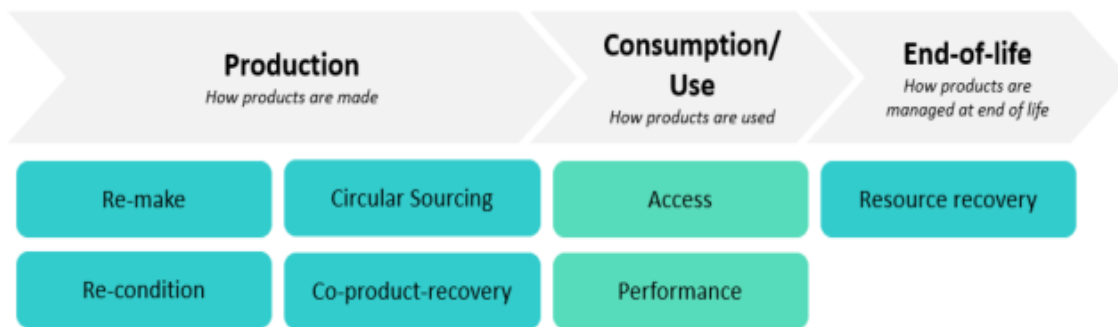 Production
How products are made
Consumption/
Use
How products are used
End-of-life
How products are
managed at end of life
Re-make
Circular Sourcing
Access
Resource recovery
Re-condition
Co-product-recovery
Performance